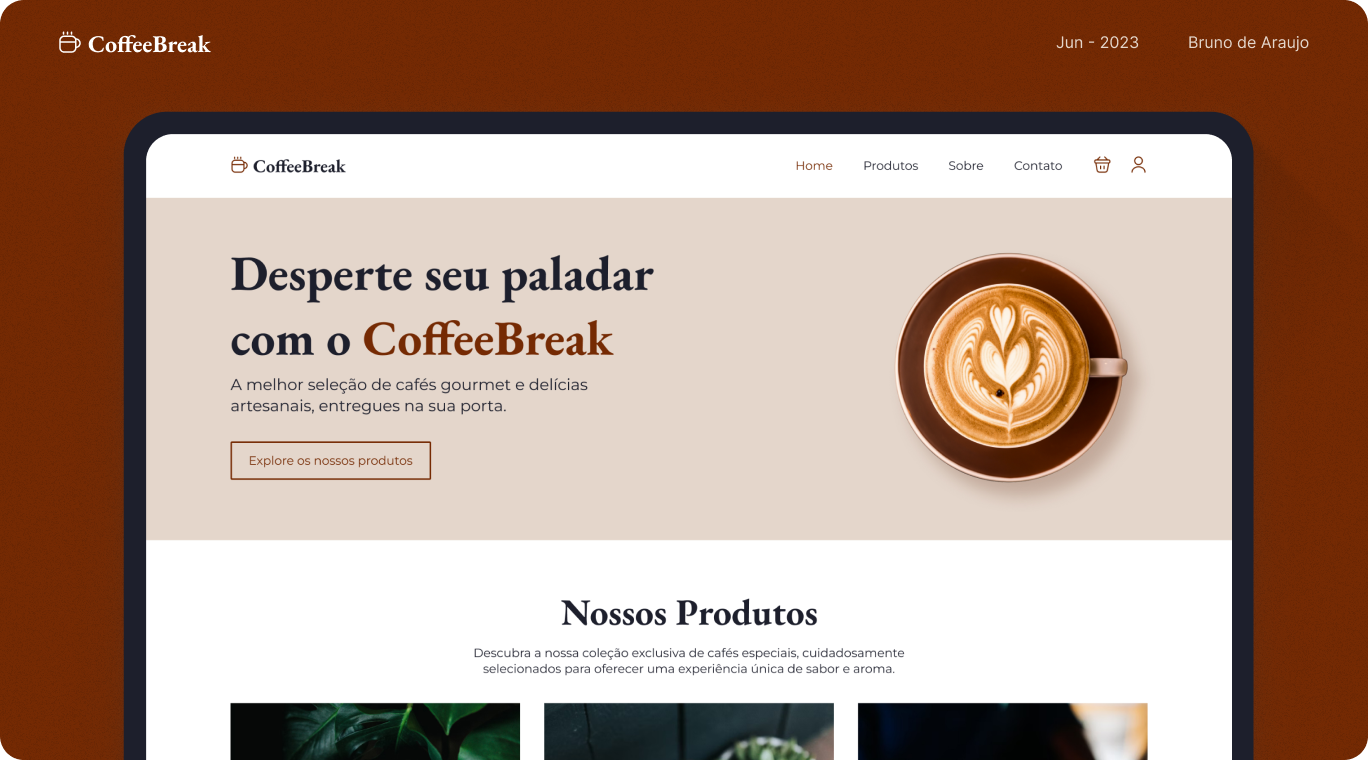 CoffeeBreak
Jun - 2023
Bruno de Araujo
CoffeeBreak
Home
Produtos
Sobre
Contato
Desperte seu paladar
com o CoffeeBreak
A melhor seleção de cafés gourmet e delícias
artesanais, entregues na sua porta.
Explore os nossos produtos
Nossos Produtos
Descubra a nossa coleção exclusiva de cafés especiais, cuidadosamente
selecionados para oferecer uma experiência única de sabor e aroma.